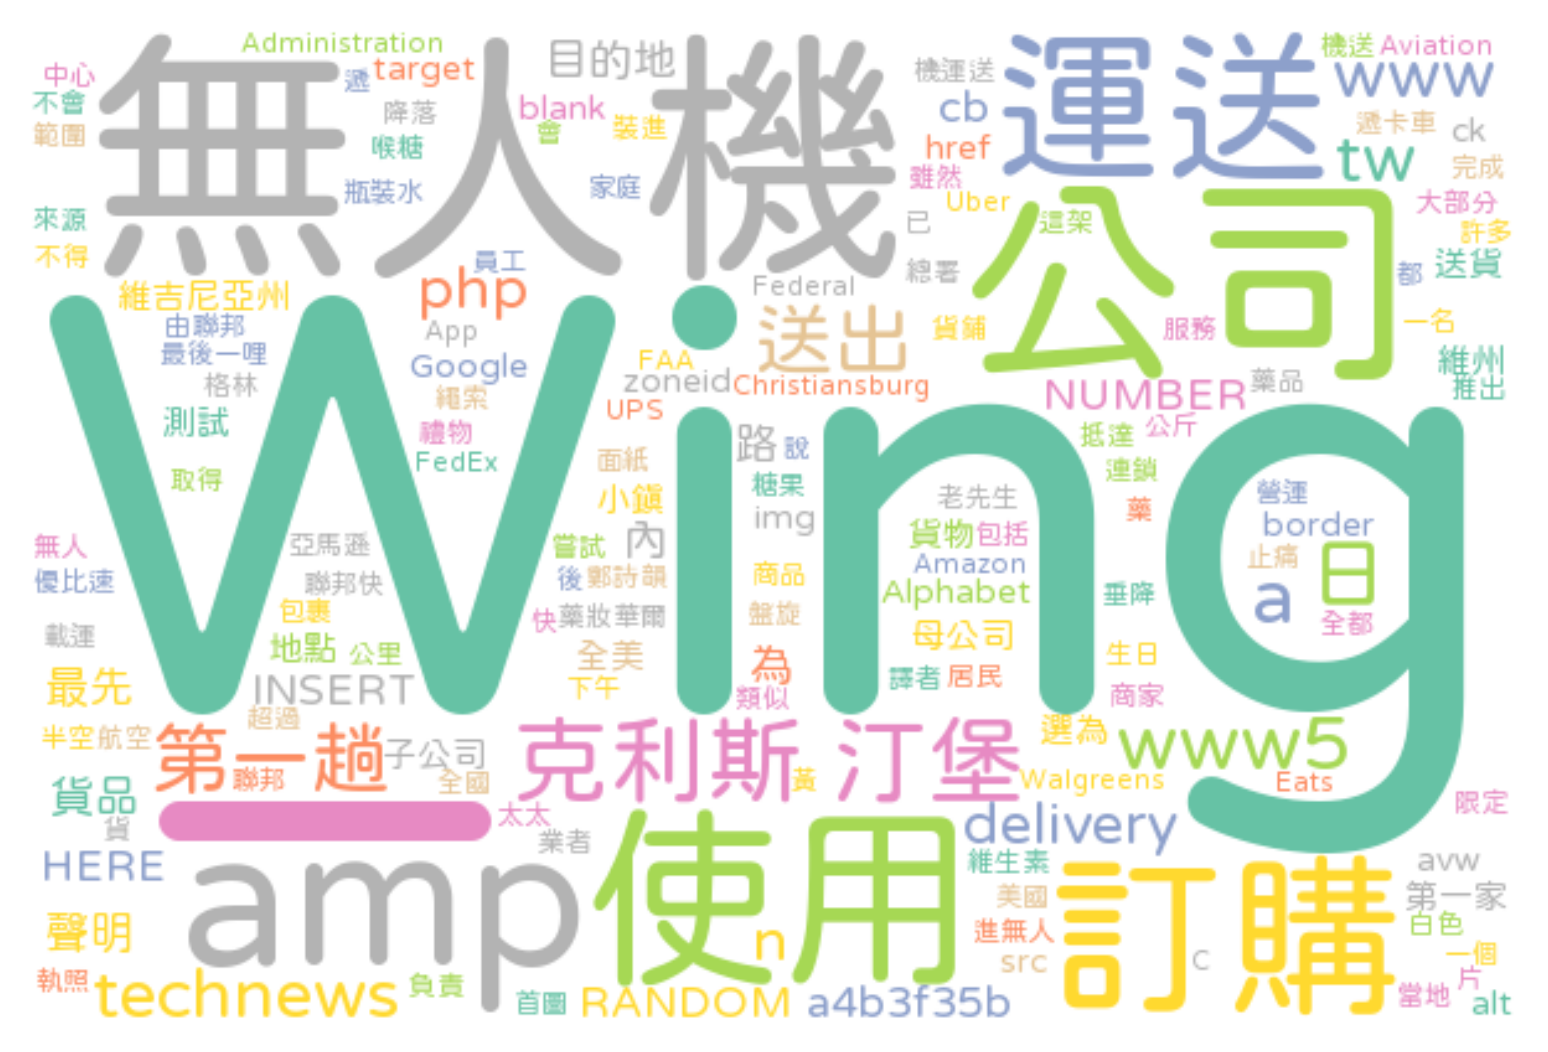 Administration
中心
不會
範圍
來源
不得
無人機
遞
target
降落
喉糖
瓶裝水
目的地
blank
會
裝進
家庭
機運送
cb
href
雖然
Uber
已
總署
運送
機送
Aviation
www
遞卡車
ck
tw
完成
大部分
許多
公司
這架
都
送貨
一名
維州
推出
維吉尼亞州
由聯邦
最後一哩
格林
測試
取得
員工
php
App
Google
繩索
禮物
FedEx
Federal
送出
FAA
zoneid
Christiansburg
UPS
貨鋪
服務
NUMBER
藥品
公斤
抵達
連鎖
藥
Wing
路
說
面紙
小鎮
糖果
img
內
嘗試
後
鄭詩韻
商品
快
藥妝華爾
盤旋
全美
為
下午
類似
老先生
貨物
包括
Amazon
Alphabet
母公司
譯者
居民
垂降
生日
商家
營運
border
止痛
日
a
全都
無人
優比速
載運
最先
亞馬遜
聯邦快
包裹
地點
公里
INSERT
超過
半空
航空
第一趟
聯邦
子公司
全國
克利斯汀堡
黃
選為
www5
Walgreens
Eats
限定
貨品
貨
太太
業者
HERE
聲明
執照
amp
technews
負責
首圖
使用
n
RANDOM
a4b3f35b
delivery
維生素
美國
進無人
src
c
訂購
avw
第一家
白色
一個
片
當地
alt